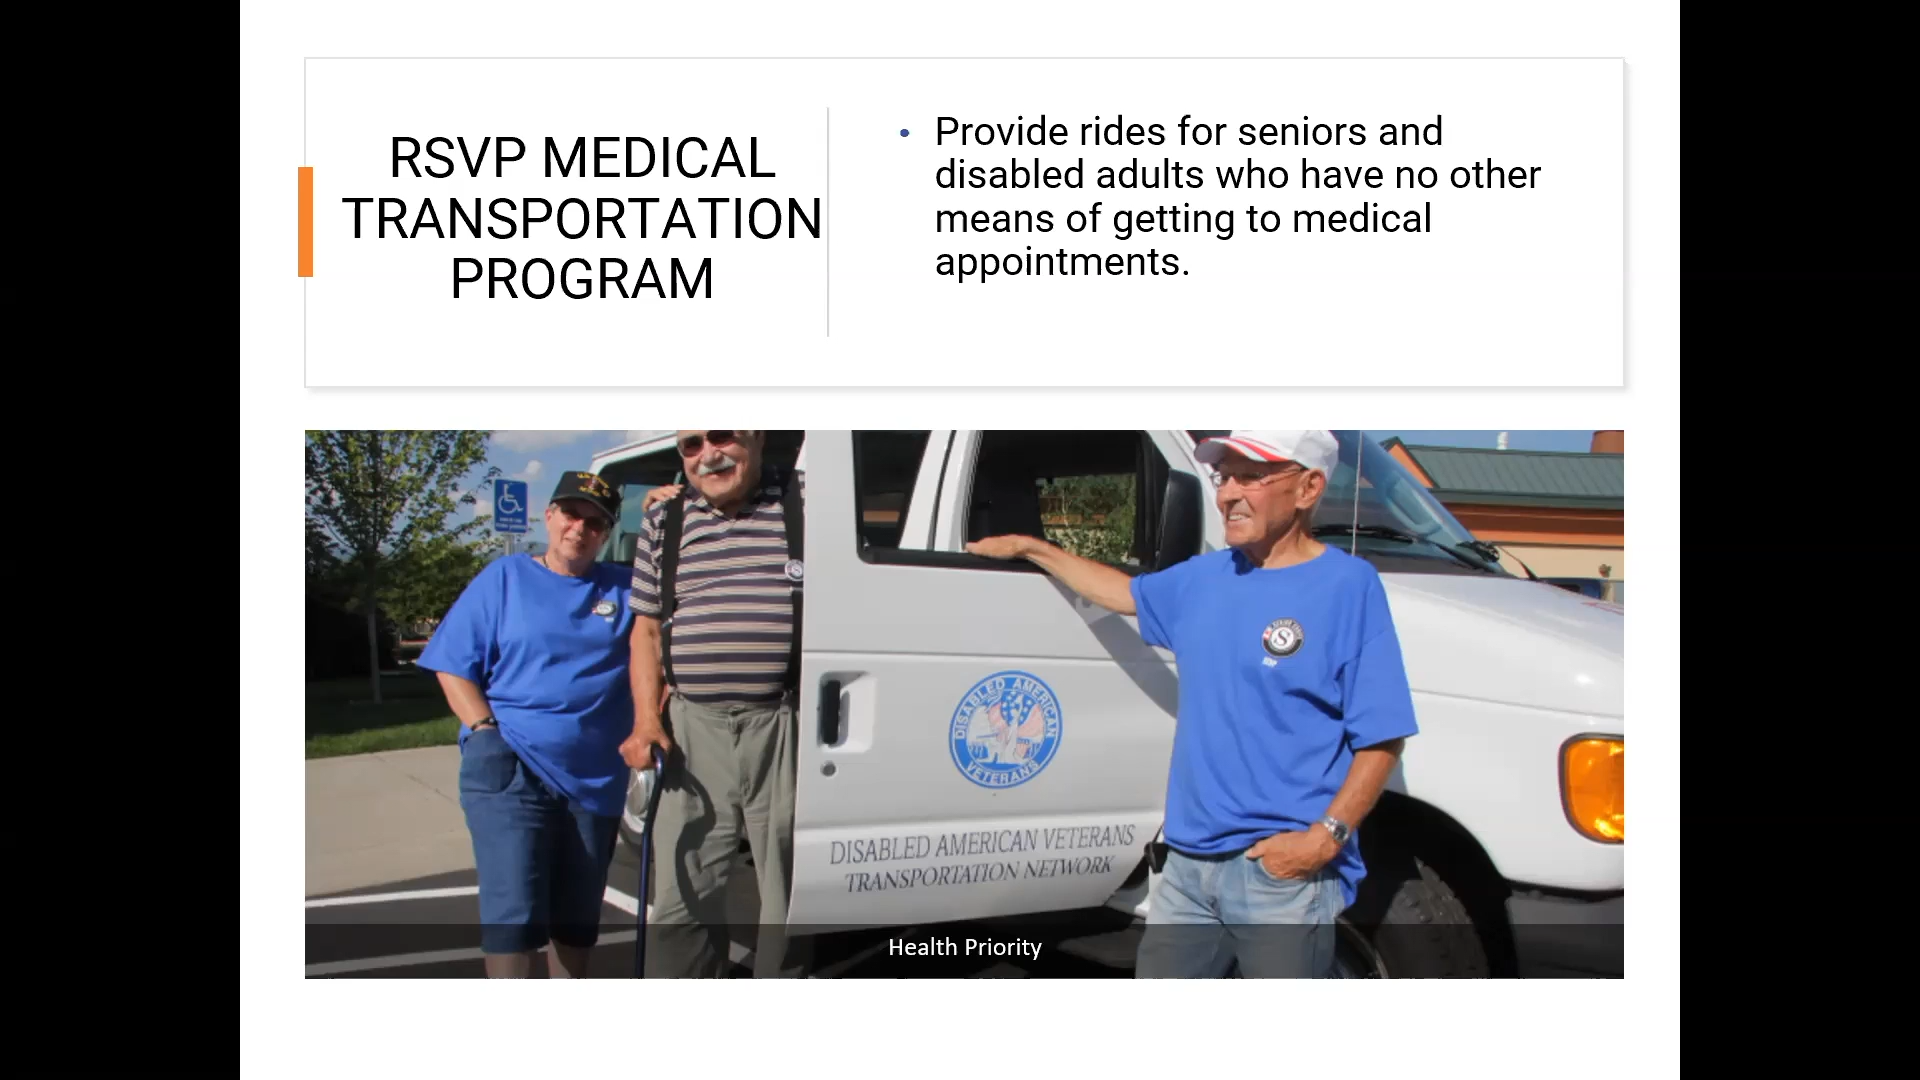 RSVP MEDICAL
TRANSPORTATION
PROGRAM
• Provide rides for seniors and
disabled adults who have no other
means of getting to medical
appointments.
DISABLED AMERICAN
VETERANS
DISABLED AMERICAN VETERANS
TRANSPORTATION NETWORK
Health Priority